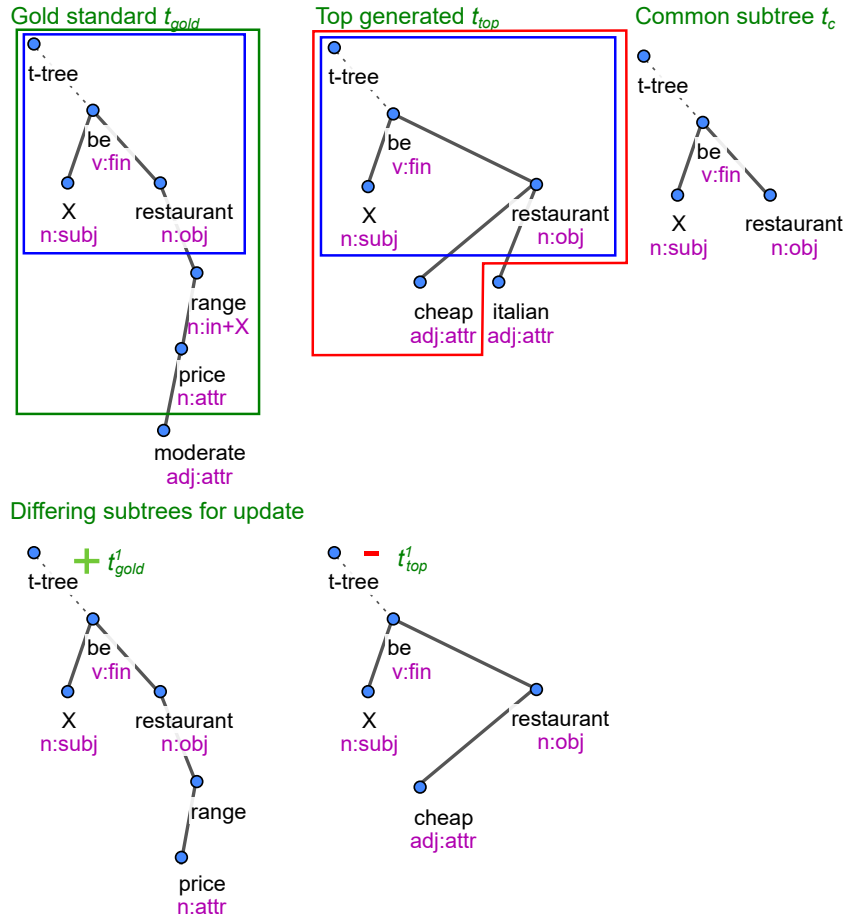 Gold standard t_gold
t-tree
be
v:fin
X
n:subj
restaurant
n:obj
range
n:in+X
price
n:attr
moderate
adj:attr
Top generated t_top
t-tree
be
v:fin
X
n:subj
restaurant
n:obj
cheap
adj:attr
italian
adj:attr
Common subtree t_c
t-tree
be
v:fin
X
n:subj
restaurant
n:obj
Differing subtrees for update
+ t^1_gold
t-tree
be
v:fin
X
n:subj
restaurant
n:obj
range
price
n:attr
- t^1_top
t-tree
be
v:fin
X
n:subj
restaurant
n:obj
cheap
adj:attr